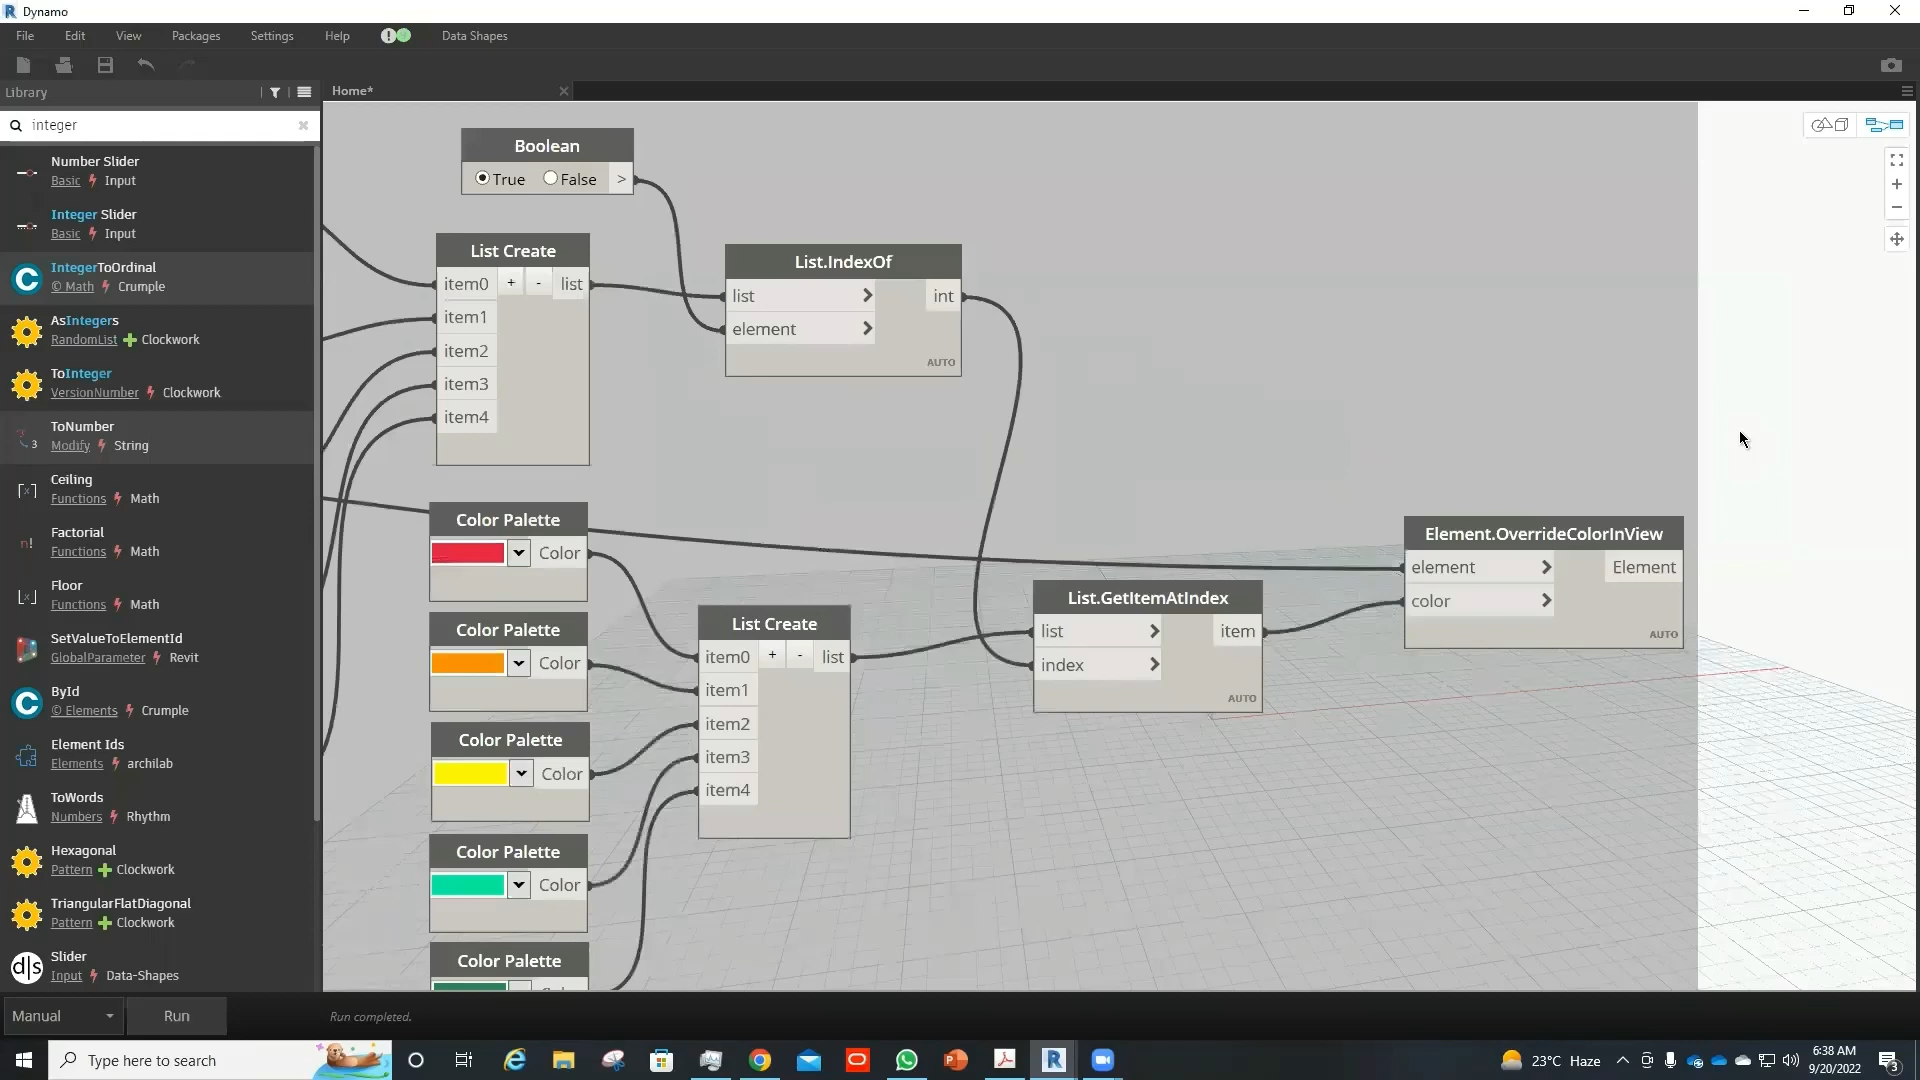 Dynamo
File Edit View Packages Settings Help Data Shapes
Library
Home*
integer
Number Slider
Basic Input
Integer Slider
Basic Input
IntegerToOrdinal
© Math Crumple
AsIntegers
RandomList Clockwork
ToInteger
VersionNumber Clockwork
ToNumber
Modify String
Ceiling
Functions Math
Factorial
Functions Math
Floor
Functions Math
SetValueToElementId
GlobalParameter Revit
ById
© Elements Crumple
Element Ids
Elements archilab
ToWords
Numbers Rhythm
Hexagonal
Pattern Clockwork
TriangularFlatDiagonal
Pattern Clockwork
Slider
Input Data-Shapes
Boolean
True False >
List Create
item0 + - list
item1
item2
item3
item4
List.IndexOf
list int
element
AUTO
Color Palette
Color
Color Palette
Color
Color Palette
Color
Color Palette
Color
Color Palette
List Create
item0 + - list
item1
item2
item3
item4
List.GetItemAtIndex
list item
index
AUTO
Element.OverrideColorInView
element Element
color
AUTO
Manual Run Run completed.
Type here to search
23°C Haze
6:38 AM
9/20/2022
3